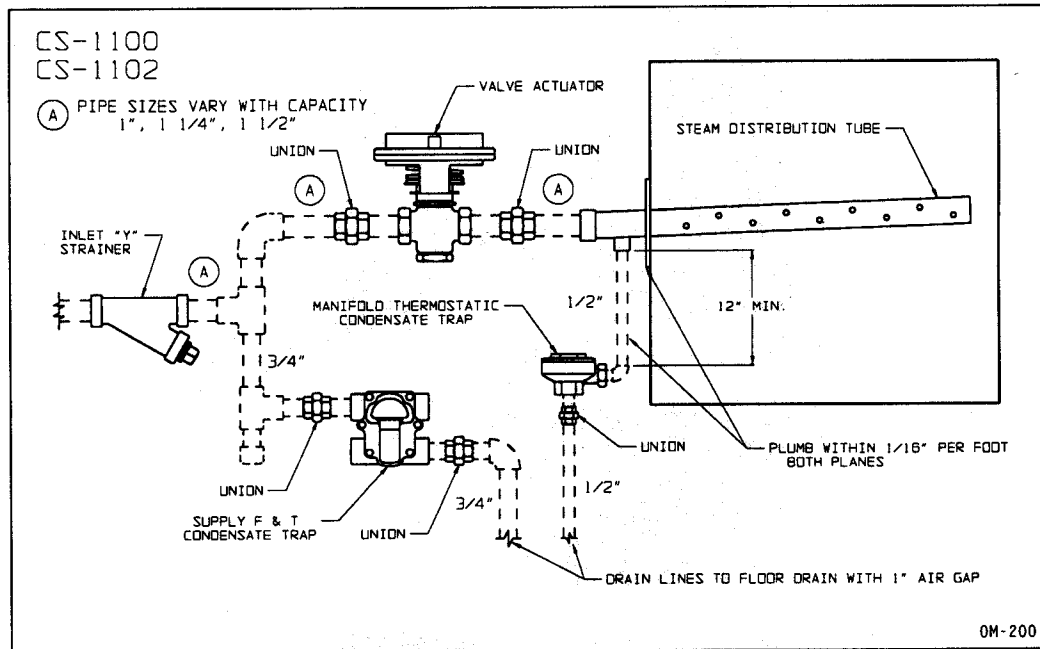 CS-1100
CS-1102
A PIPE SIZES VARY WITH CAPACITY
1", 1 1/4", 1 1/2"
VALVE ACTUATOR
STEAM DISTRIBUTION TUBE
UNION
UNION
A
A
INLET "Y"
STRAINER
A
1/2"
12" MIN.
MANIFOLD THERMOSTATIC
CONDENSATE TRAP
3/4"
UNION
PLUMB WITHIN 1/16" PER FOOT
BOTH PLANES
UNION
3/4"
1/2"
SUPPLY F & T
CONDENSATE TRAP
UNION
DRAIN LINES TO FLOOR DRAIN WITH 1" AIR GAP
OM-200